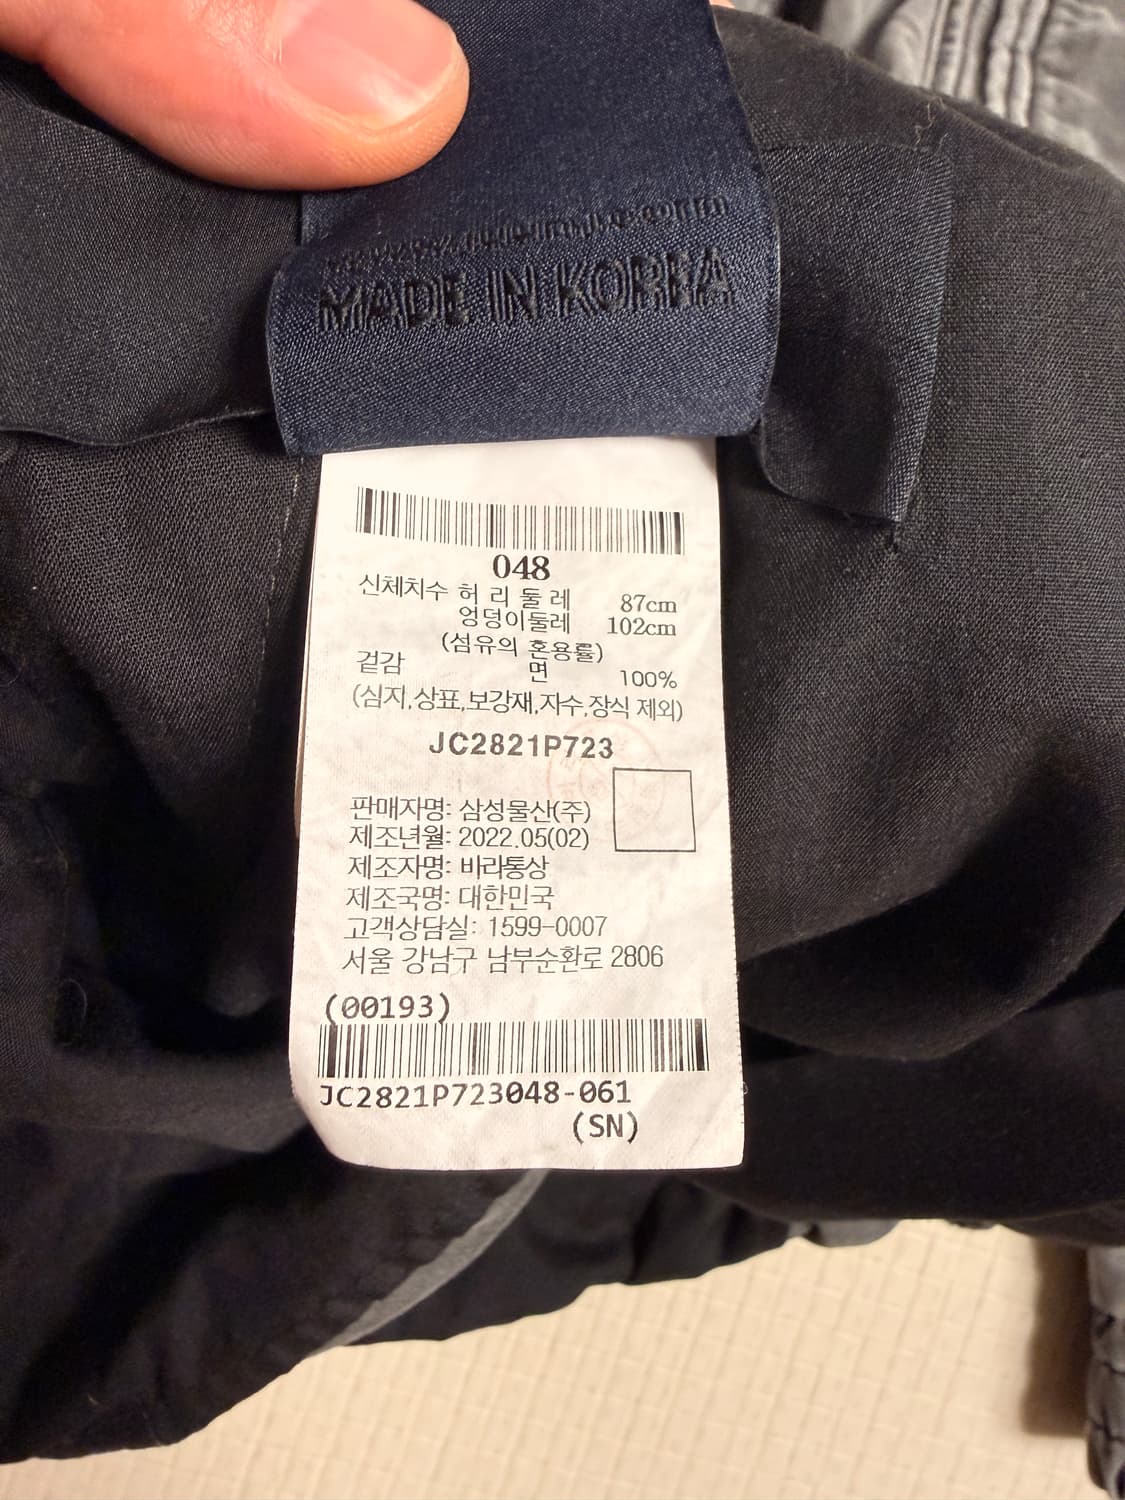 MADE IN KOREA
048
신체치수 허 리 둘 레 87cm
엉덩이둘레 102cm
(섬유의 혼용률)
겉감 면 100%
(심지,상표,보강재,자수,장식 제외)
JC2821P723
판매자명: 삼성물산(주)
제조년월: 2022.05(02)
제조자명: 바라통상
제조국명: 대한민국
고객상담실: 1599-0007
서울 강남구 남부순환로 2806
(00193)
JC2821P723048-061
(SN)